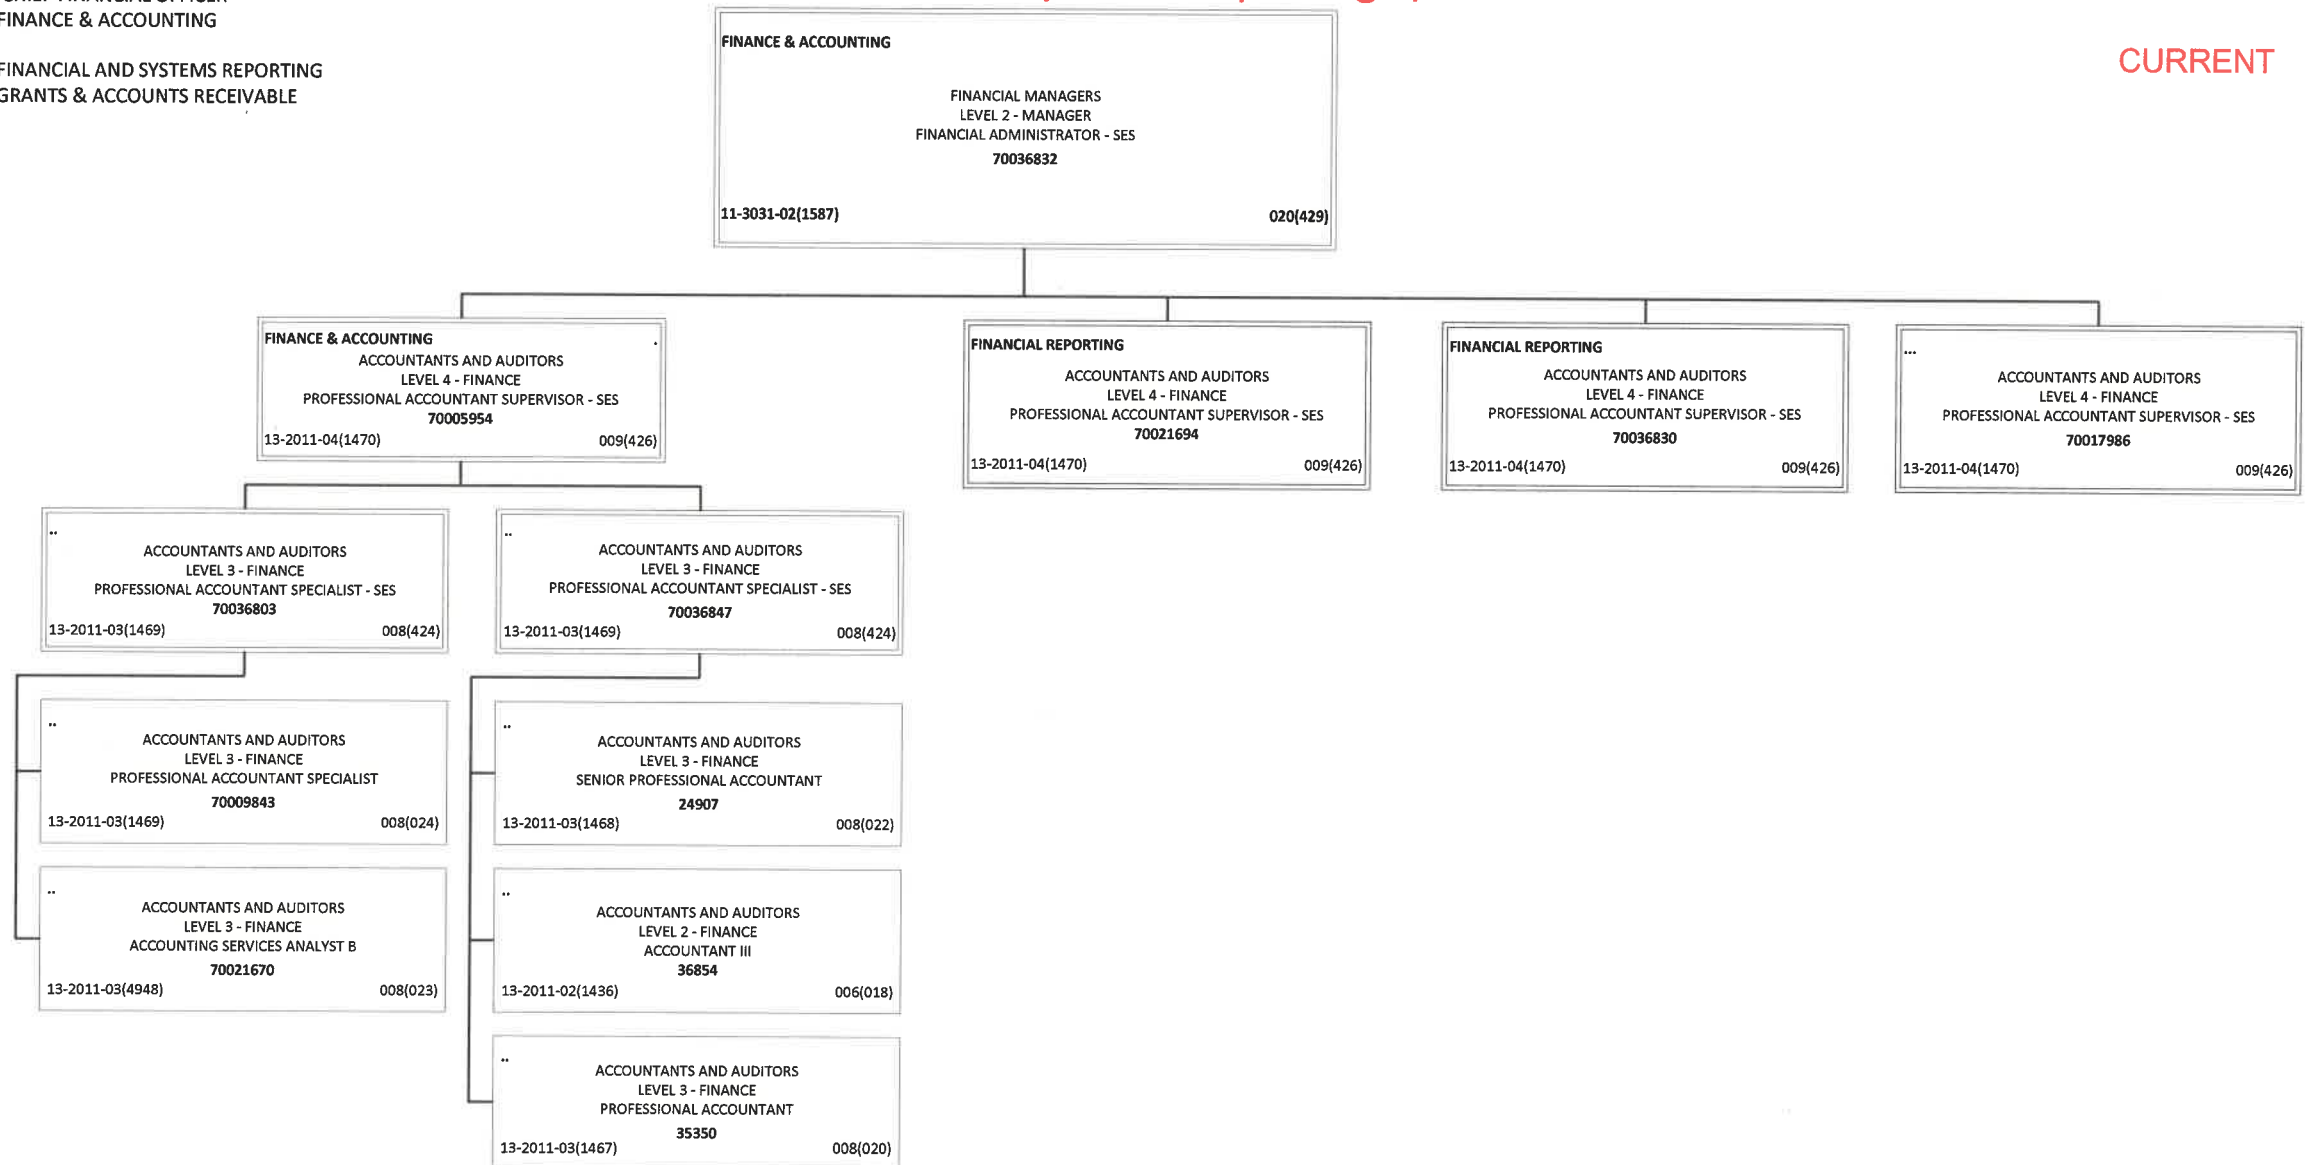 FINANCE & ACCOUNTING
FINANCIAL AND SYSTEMS REPORTING
GRANTS & ACCOUNTS RECEIVABLE
CURRENT
FINANCE & ACCOUNTING
FINANCIAL MANAGERS
LEVEL 2 - MANAGER
FINANCIAL ADMINISTRATOR - SES
70036832
11-3031-02(1587) 020(429)
FINANCE & ACCOUNTING
ACCOUNTANTS AND AUDITORS
LEVEL 4 - FINANCE
PROFESSIONAL ACCOUNTANT SUPERVISOR - SES
70005954
13-2011-04(1470) 009(426)
FINANCIAL REPORTING
ACCOUNTANTS AND AUDITORS
LEVEL 4 - FINANCE
PROFESSIONAL ACCOUNTANT SUPERVISOR - SES
70021694
13-2011-04(1470) 009(426)
FINANCIAL REPORTING
ACCOUNTANTS AND AUDITORS
LEVEL 4 - FINANCE
PROFESSIONAL ACCOUNTANT SUPERVISOR - SES
70036830
13-2011-04(1470) 009(426)
...
ACCOUNTANTS AND AUDITORS
LEVEL 4 - FINANCE
PROFESSIONAL ACCOUNTANT SUPERVISOR - SES
70017986
13-2011-04(1470) 009(426)
..
ACCOUNTANTS AND AUDITORS
LEVEL 3 - FINANCE
PROFESSIONAL ACCOUNTANT SPECIALIST - SES
70036803
13-2011-03(1469) 008(424)
..
ACCOUNTANTS AND AUDITORS
LEVEL 3 - FINANCE
PROFESSIONAL ACCOUNTANT SPECIALIST - SES
70036847
13-2011-03(1469) 008(424)
..
ACCOUNTANTS AND AUDITORS
LEVEL 3 - FINANCE
PROFESSIONAL ACCOUNTANT SPECIALIST
70009843
13-2011-03(1469) 008(024)
..
ACCOUNTANTS AND AUDITORS
LEVEL 3 - FINANCE
ACCOUNTING SERVICES ANALYST B
70021670
13-2011-03(4948) 008(023)
..
ACCOUNTANTS AND AUDITORS
LEVEL 3 - FINANCE
SENIOR PROFESSIONAL ACCOUNTANT
24907
13-2011-03(1468) 008(022)
..
ACCOUNTANTS AND AUDITORS
LEVEL 2 - FINANCE
ACCOUNTANT III
36854
13-2011-02(1436) 006(018)
..
ACCOUNTANTS AND AUDITORS
LEVEL 3 - FINANCE
PROFESSIONAL ACCOUNTANT
35350
13-2011-03(1467) 008(020)